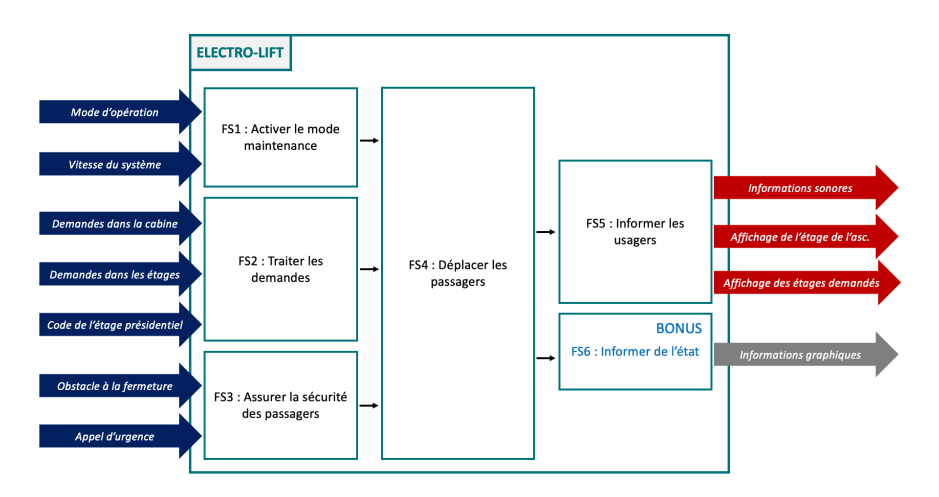 ELECTRO-LIFT
Mode d'opération
Vitesse du système
FS1 : Activer le mode
maintenance
Demandes dans la cabine
Demandes dans les étages
Code de l'étage présidentiel
FS2 : Traiter les
demandes
Obstacle à la fermeture
Appel d'urgence
FS3 : Assurer la sécurité
des passagers
FS4 : Déplacer les
passagers
FS5 : Informer les
usagers
Informations sonores
Affichage de l'étage de l'asc.
Affichage des étages demandés
BONUS
FS6 : Informer de l'état
Informations graphiques